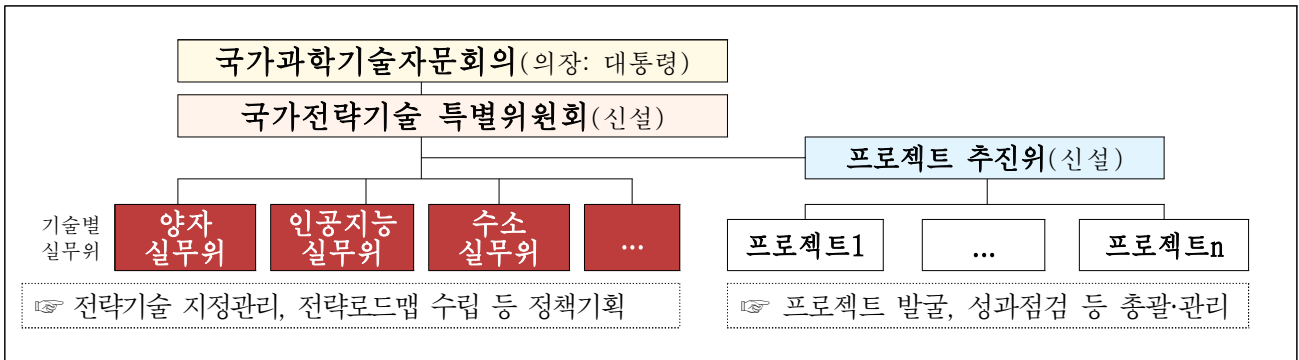 국가과학기술자문회의(의장: 대통령)
국가전략기술 특별위원회(신설)
프로젝트 추진위(신설)
기술별
실무위
양자
실무위
인공지능
실무위
수소
실무위
...
프로젝트1
...
프로젝트n
☞ 전략기술 지정관리, 전략로드맵 수립 등 정책기획
☞ 프로젝트 발굴, 성과점검 등 총괄·관리